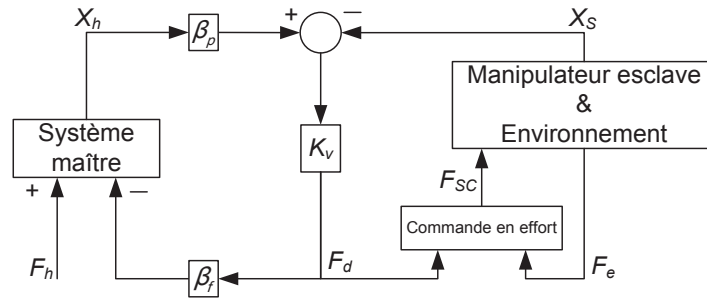 X_h
β_p
+
—
X_S
Système
maître
K_v
Manipulateur esclave
&
Environnement
+
—
F_SC
Commande en effort
F_h
β_f
F_d
F_e